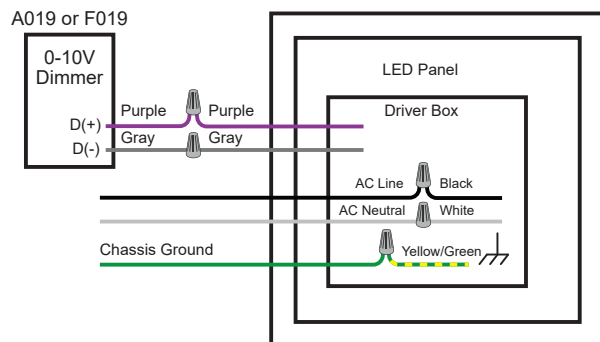 A019 or F019
0-10V
Dimmer
LED Panel
Driver Box
Purple Purple
D(+)
Gray Gray
D(-)
AC Line Black
AC Neutral White
Chassis Ground Yellow/Green